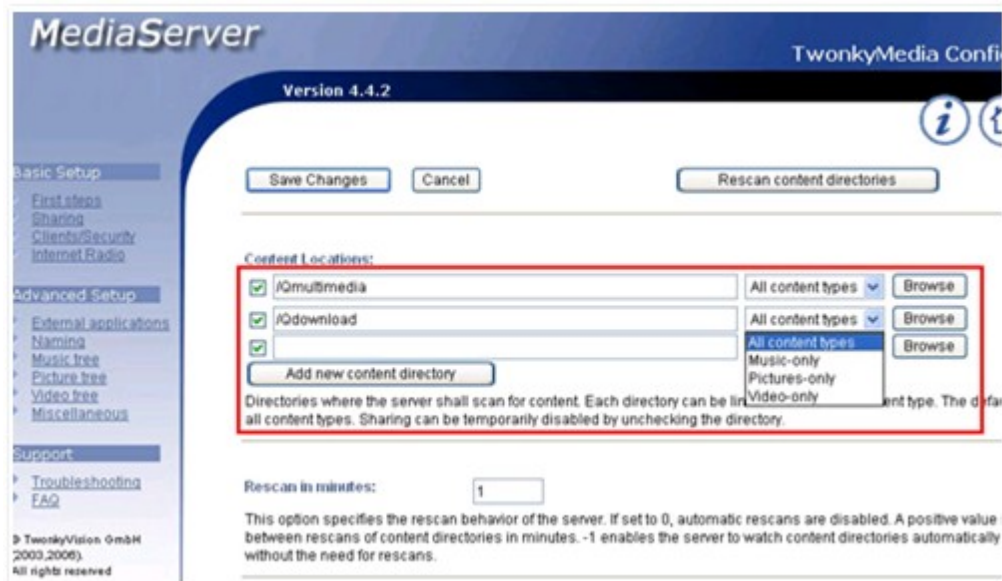 MediaServer
TwonkyMedia Confi
Version 4.4.2
Basic Setup
First steps
Sharing
Clients/Security
Internet Radio
Advanced Setup
External applications
Naming
Music tree
Picture tree
Video tree
Miscellaneous
Support
Troubleshooting
FAQ
© TwonkyVision GmbH
(2003,2006).
All rights reserved
Save Changes
Cancel
Rescan content directories
Content Locations:
/Qmultimedia
All content types
Browse
/Qdownload
All content types
Browse
All content types
Music-only
Pictures-only
Video-only
Browse
Add new content directory
Directories where the server shall scan for content. Each directory can be lin ent type. The defau
all content types. Sharing can be temporarily disabled by unchecking the directory.
Rescan in minutes:
1
This option specifies the rescan behavior of the server. If set to 0, automatic rescans are disabled. A positive value
between rescans of content directories in minutes. -1 enables the server to watch content directories automatically
without the need for rescans.